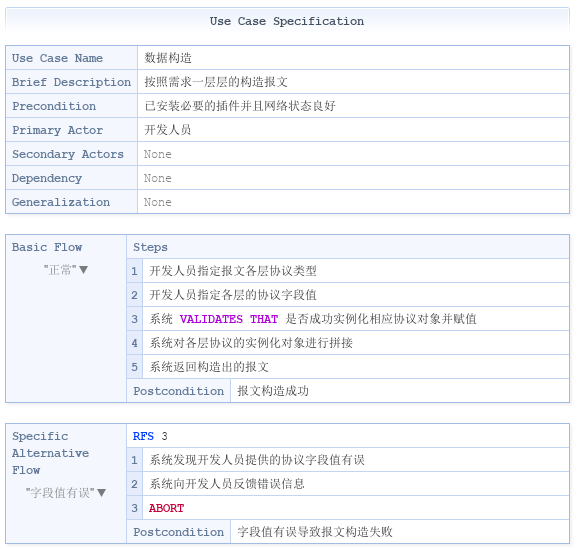 Use Case Specification
Use Case Name 数据构造
Brief Description 按照需求一层层的构造报文
Precondition 已安装必要的插件并且网络状态良好
Primary Actor 开发人员
Secondary Actors None
Dependency None
Generalization None
Basic Flow Steps
"正常" ▼
1 开发人员指定报文各层协议类型
2 开发人员指定各层的协议字段值
3 系统 VALIDATES THAT 是否成功实例化相应协议对象并赋值
4 系统对各层协议的实例化对象进行拼接
5 系统返回构造出的报文
Postcondition 报文构造成功
Specific
Alternative
Flow
"字段值有误" ▼
RFS 3
1 系统发现开发人员提供的协议字段值有误
2 系统向开发人员反馈错误信息
3 ABORT
Postcondition 字段值有误导致报文构造失败